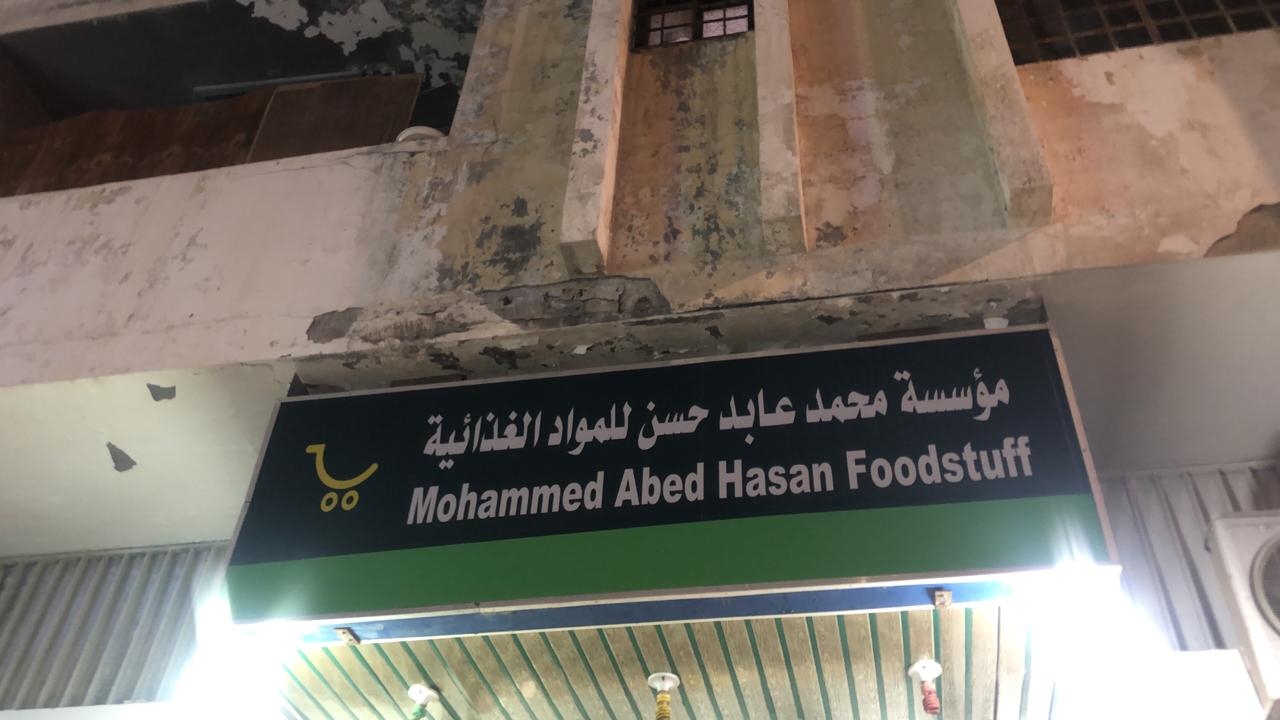 مؤسسة محمد عابد حسن للمواد الغذائية
Mohammed Abed Hasan Foodstuff